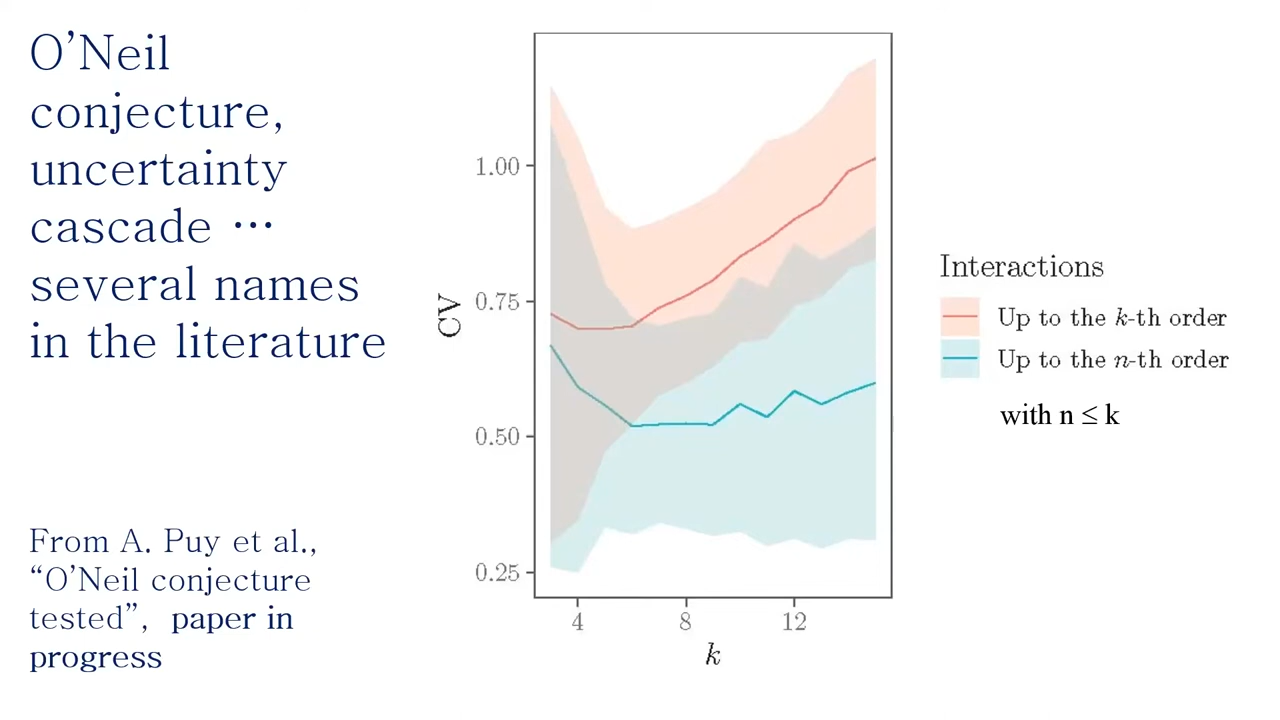 O’Neil
conjecture,
uncertainty
cascade …
several names
in the literature
From A. Puy et al.,
“O’Neil conjecture
tested”, paper in
progress
CV
1.00
0.75
0.50
0.25
4 8 12
k
Interactions
Up to the k-th order
Up to the n-th order
with n ≤ k